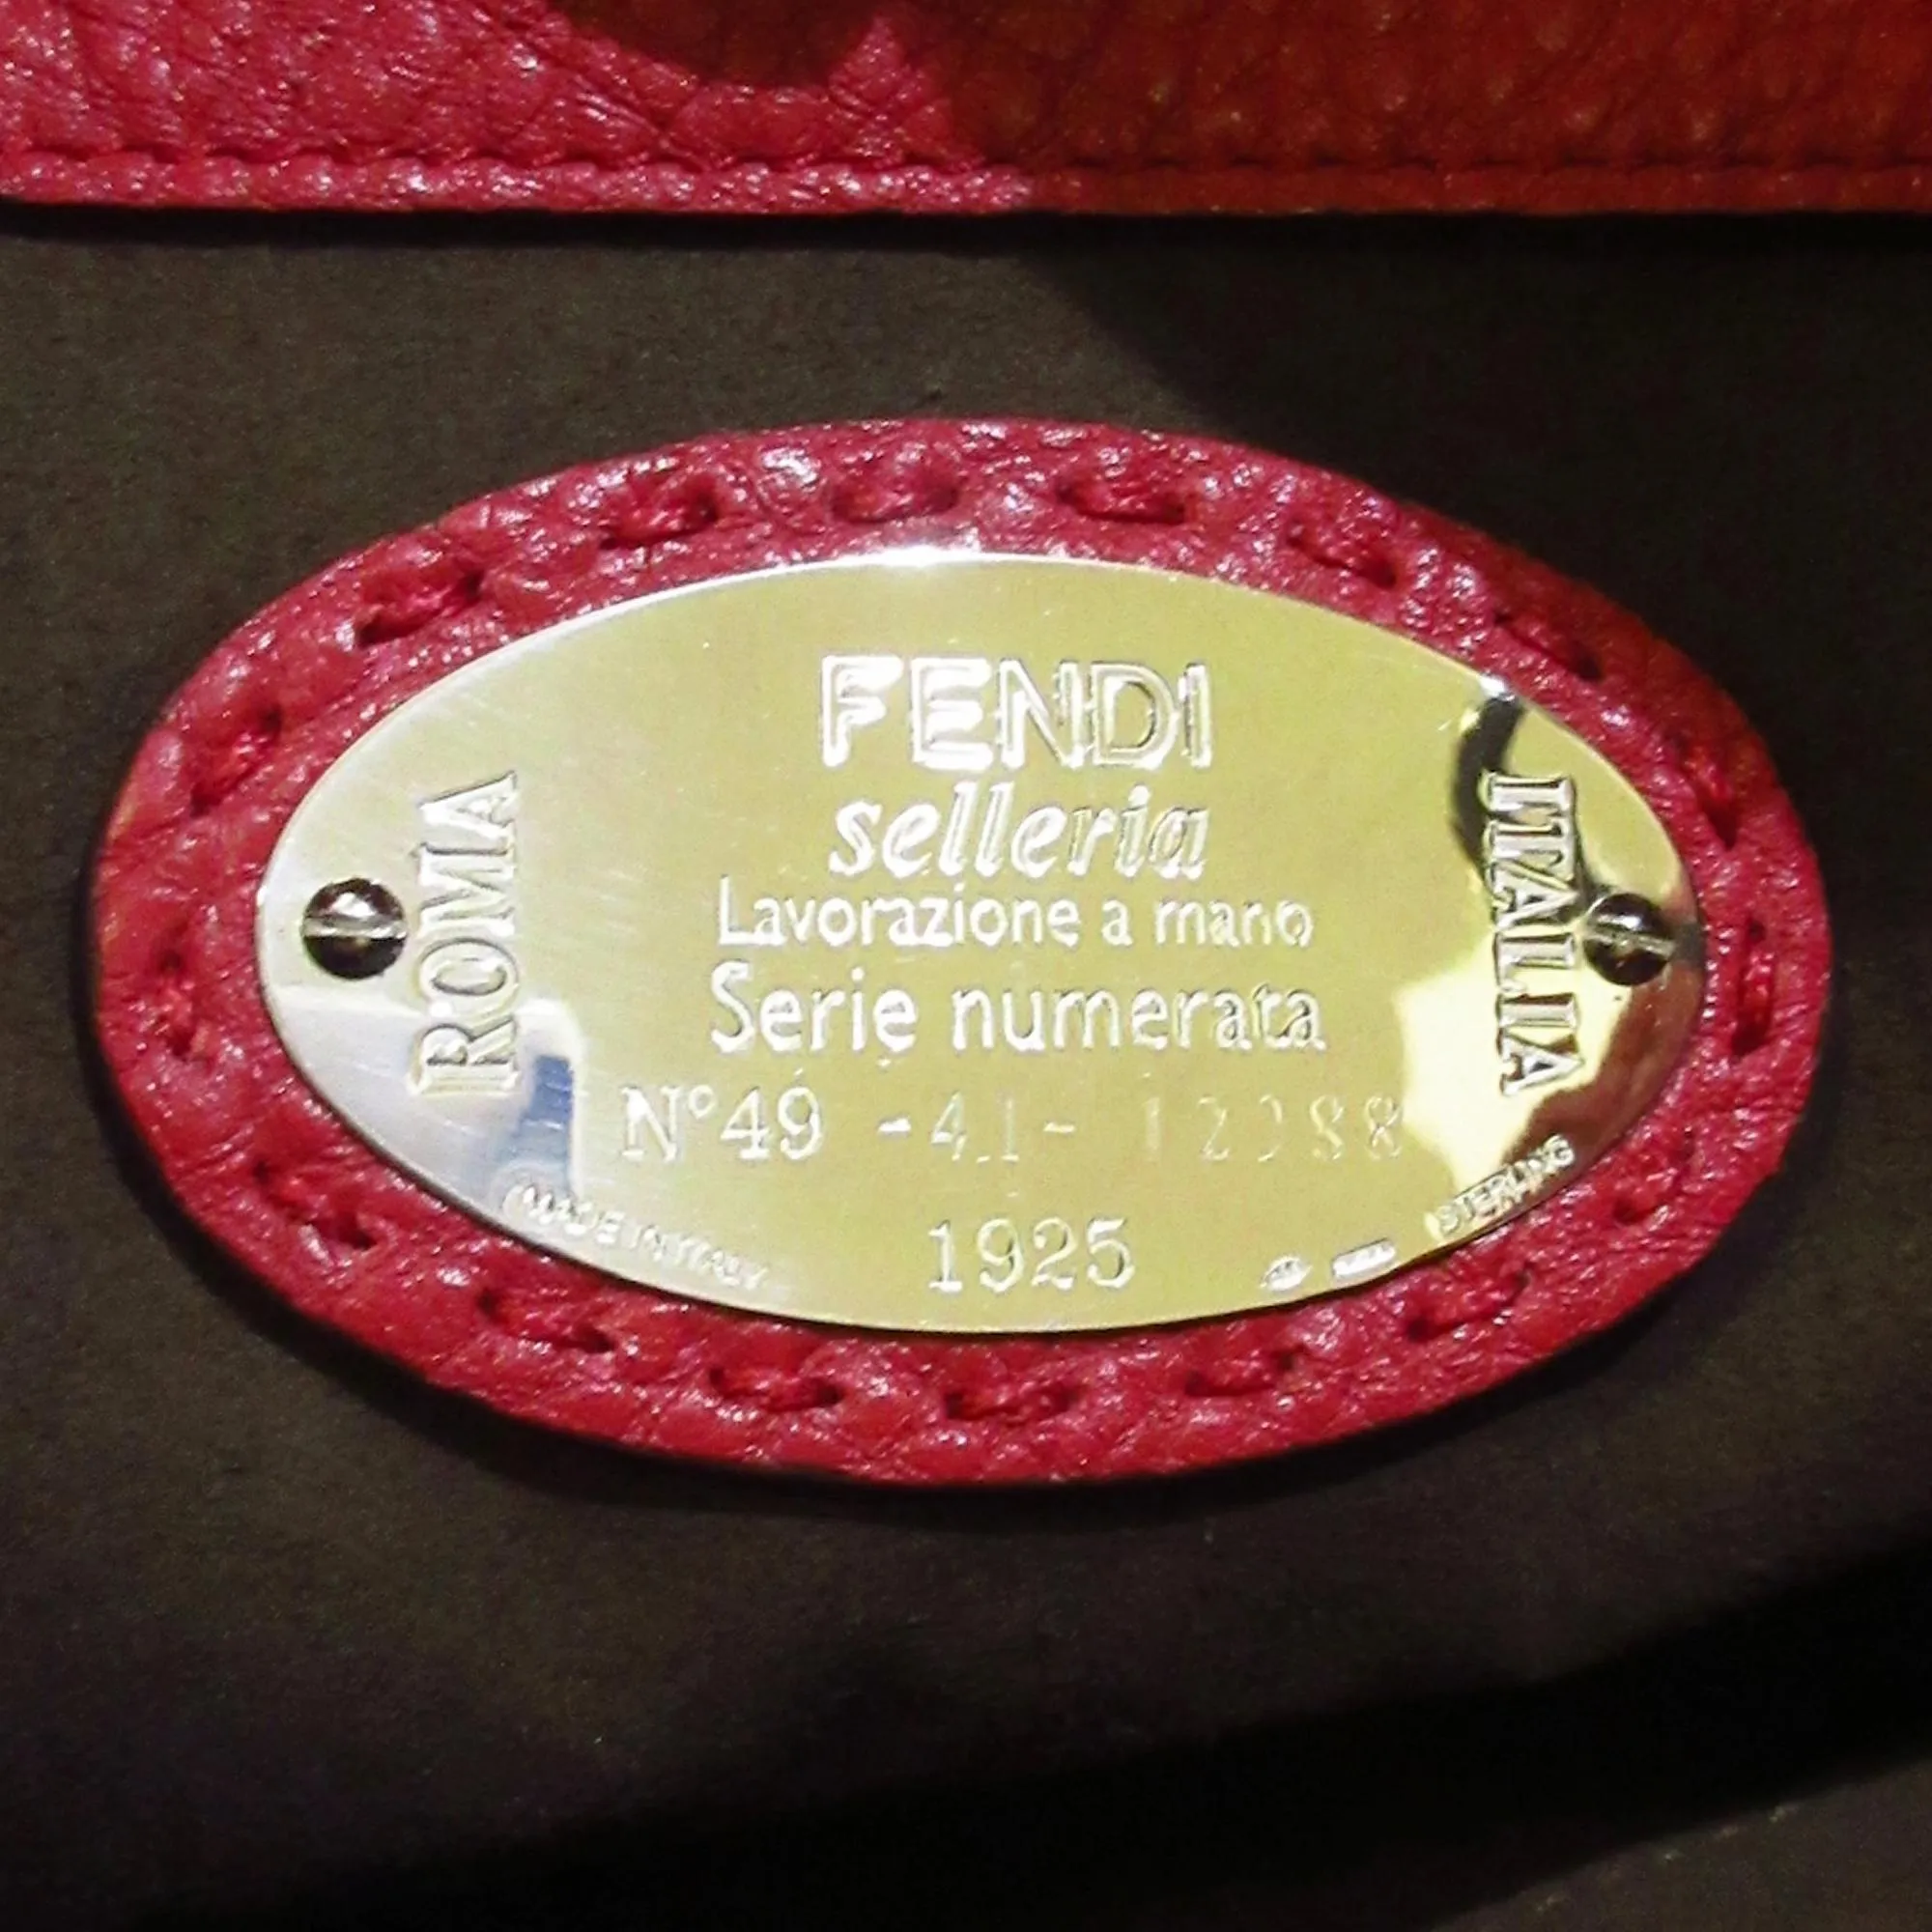 FENDI
selleria
Lavorazione a mano
Serie numerata
N°49 -41-
1925
ROMA
ITALIA
MADE IN ITALY
STERLING